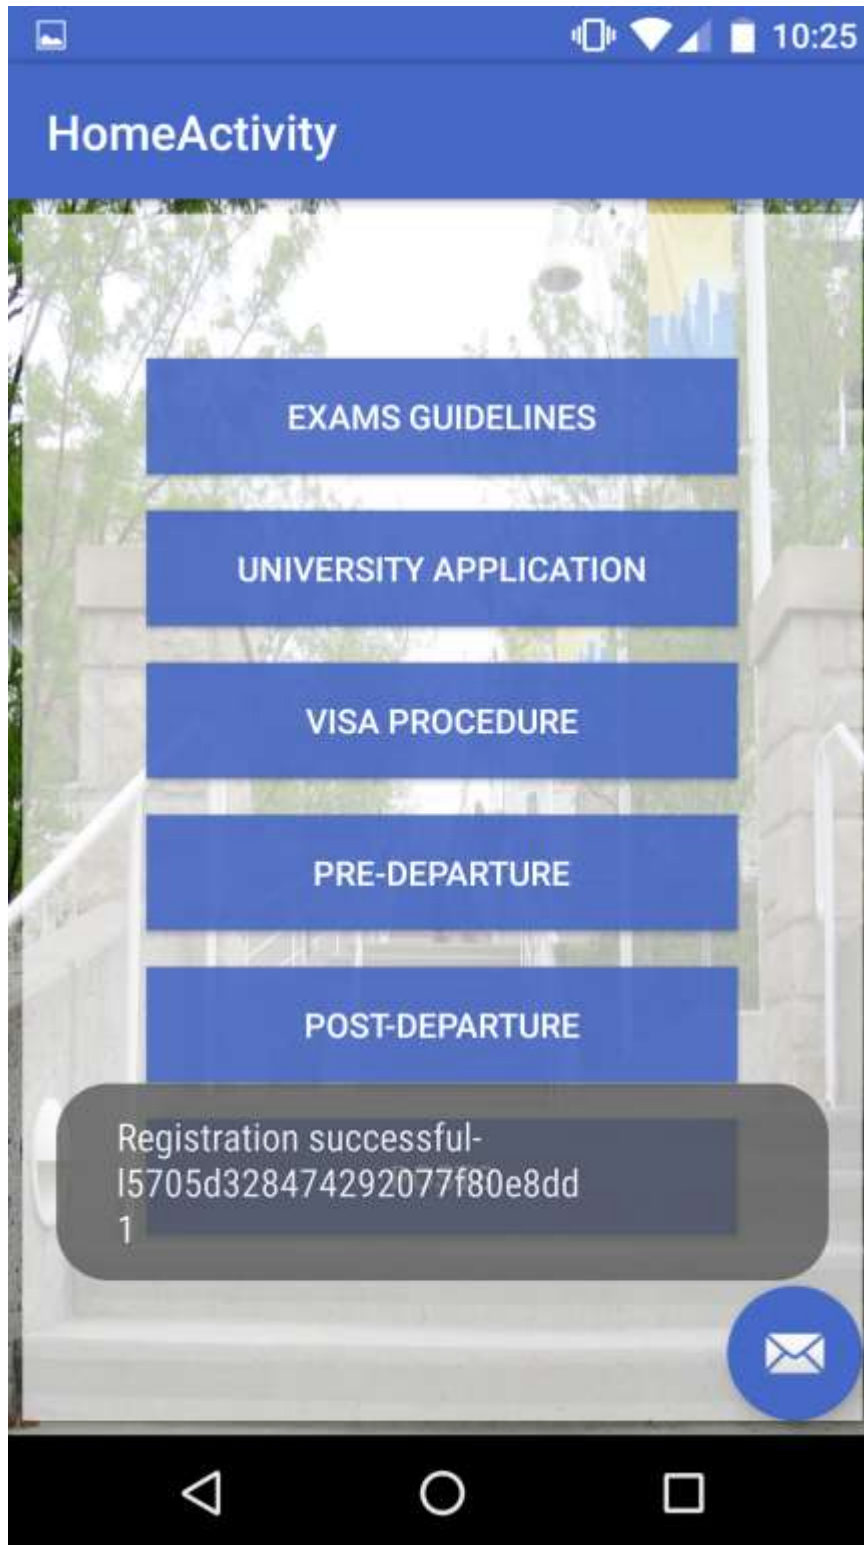 10:25
HomeActivity
EXAMS GUIDELINES
UNIVERSITY APPLICATION
VISA PROCEDURE
PRE-DEPARTURE
POST-DEPARTURE
Registration successful-
l5705d328474292077f80e8dd
1